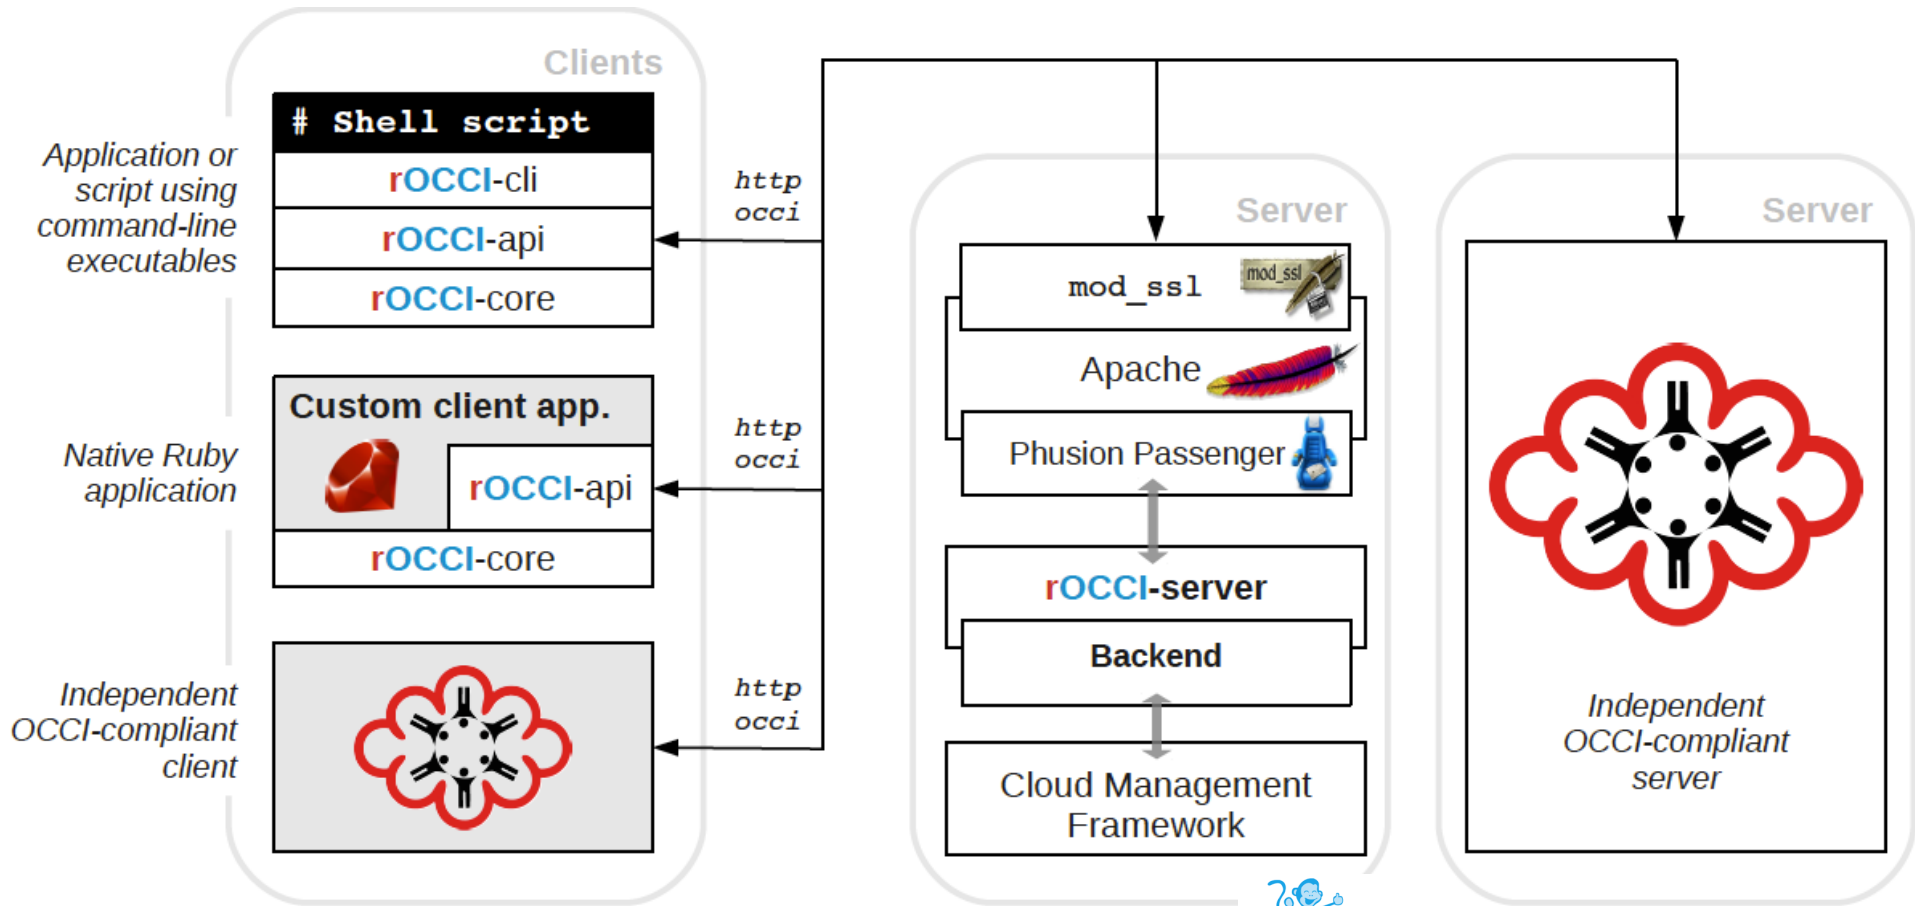 Clients
# Shell script
rOCCI-cli
rOCCI-api
rOCCI-core
Application or
script using
command-line
executables
http
occi
Custom client app.
rOCCI-api
rOCCI-core
Native Ruby
application
http
occi
Independent
OCCI-compliant
client
http
occi
Server
mod_ssl
mod_ssl
Apache
Phusion Passenger
rOCCI-server
Backend
Cloud Management
Framework
Server
Independent
OCCI-compliant
server